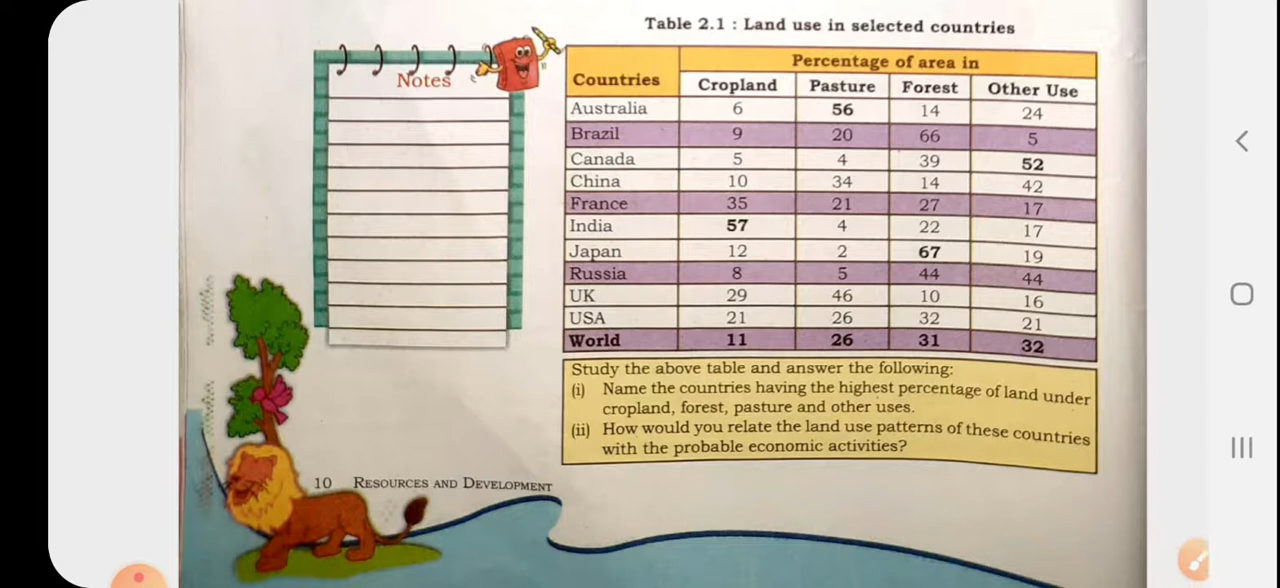 Table 2.1 : Land use in selected countries
Notes
Countries
Percentage of area in
Cropland Pasture Forest Other Use
Australia 6 56 14 24
Brazil 9 20 66 5
Canada 5 4 39 52
China 10 34 14 42
France 35 21 27 17
India 57 4 22 17
Japan 12 2 67 19
Russia 8 5 44 44
UK 29 46 10 16
USA 21 26 32 21
World 11 26 31 32
Study the above table and answer the following:
(i) Name the countries having the highest percentage of land under
cropland, forest, pasture and other uses.
(ii) How would you relate the land use patterns of these countries
with the probable economic activities?
10 RESOURCES AND DEVELOPMENT